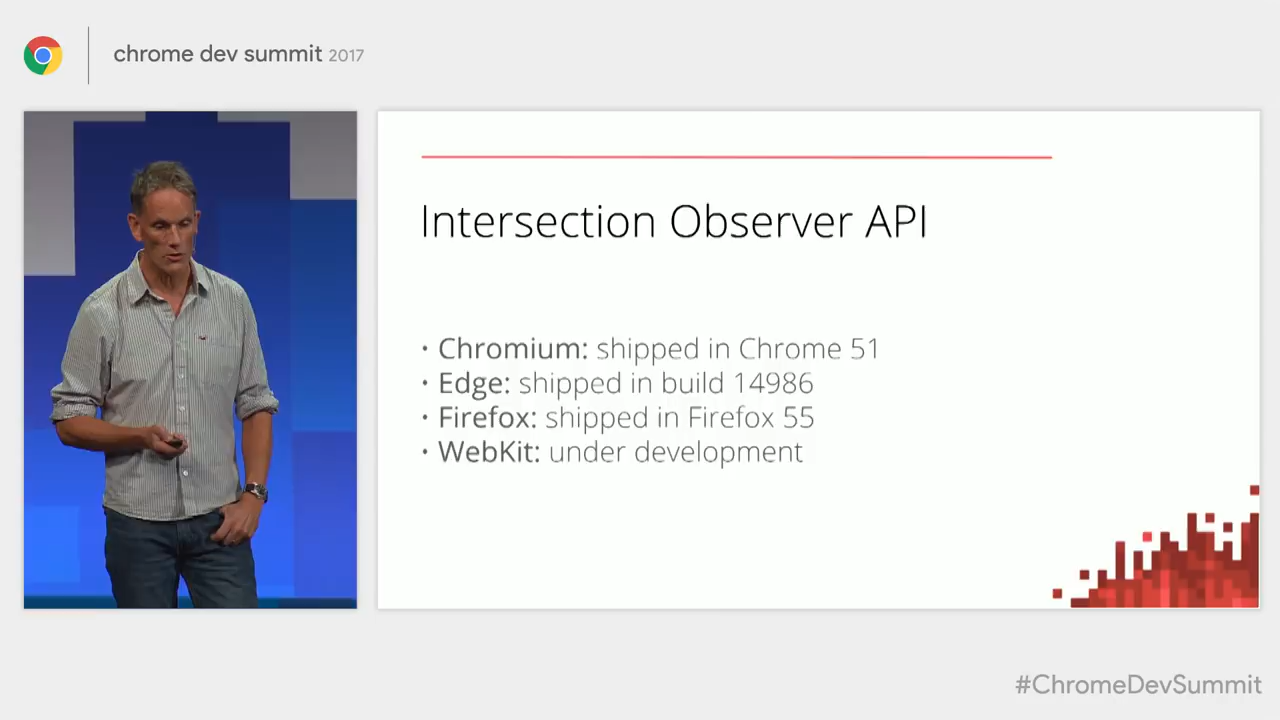 chrome dev summit 2017
Intersection Observer API
• Chromium: shipped in Chrome 51
• Edge: shipped in build 14986
• Firefox: shipped in Firefox 55
• WebKit: under development
#ChromeDevSummit